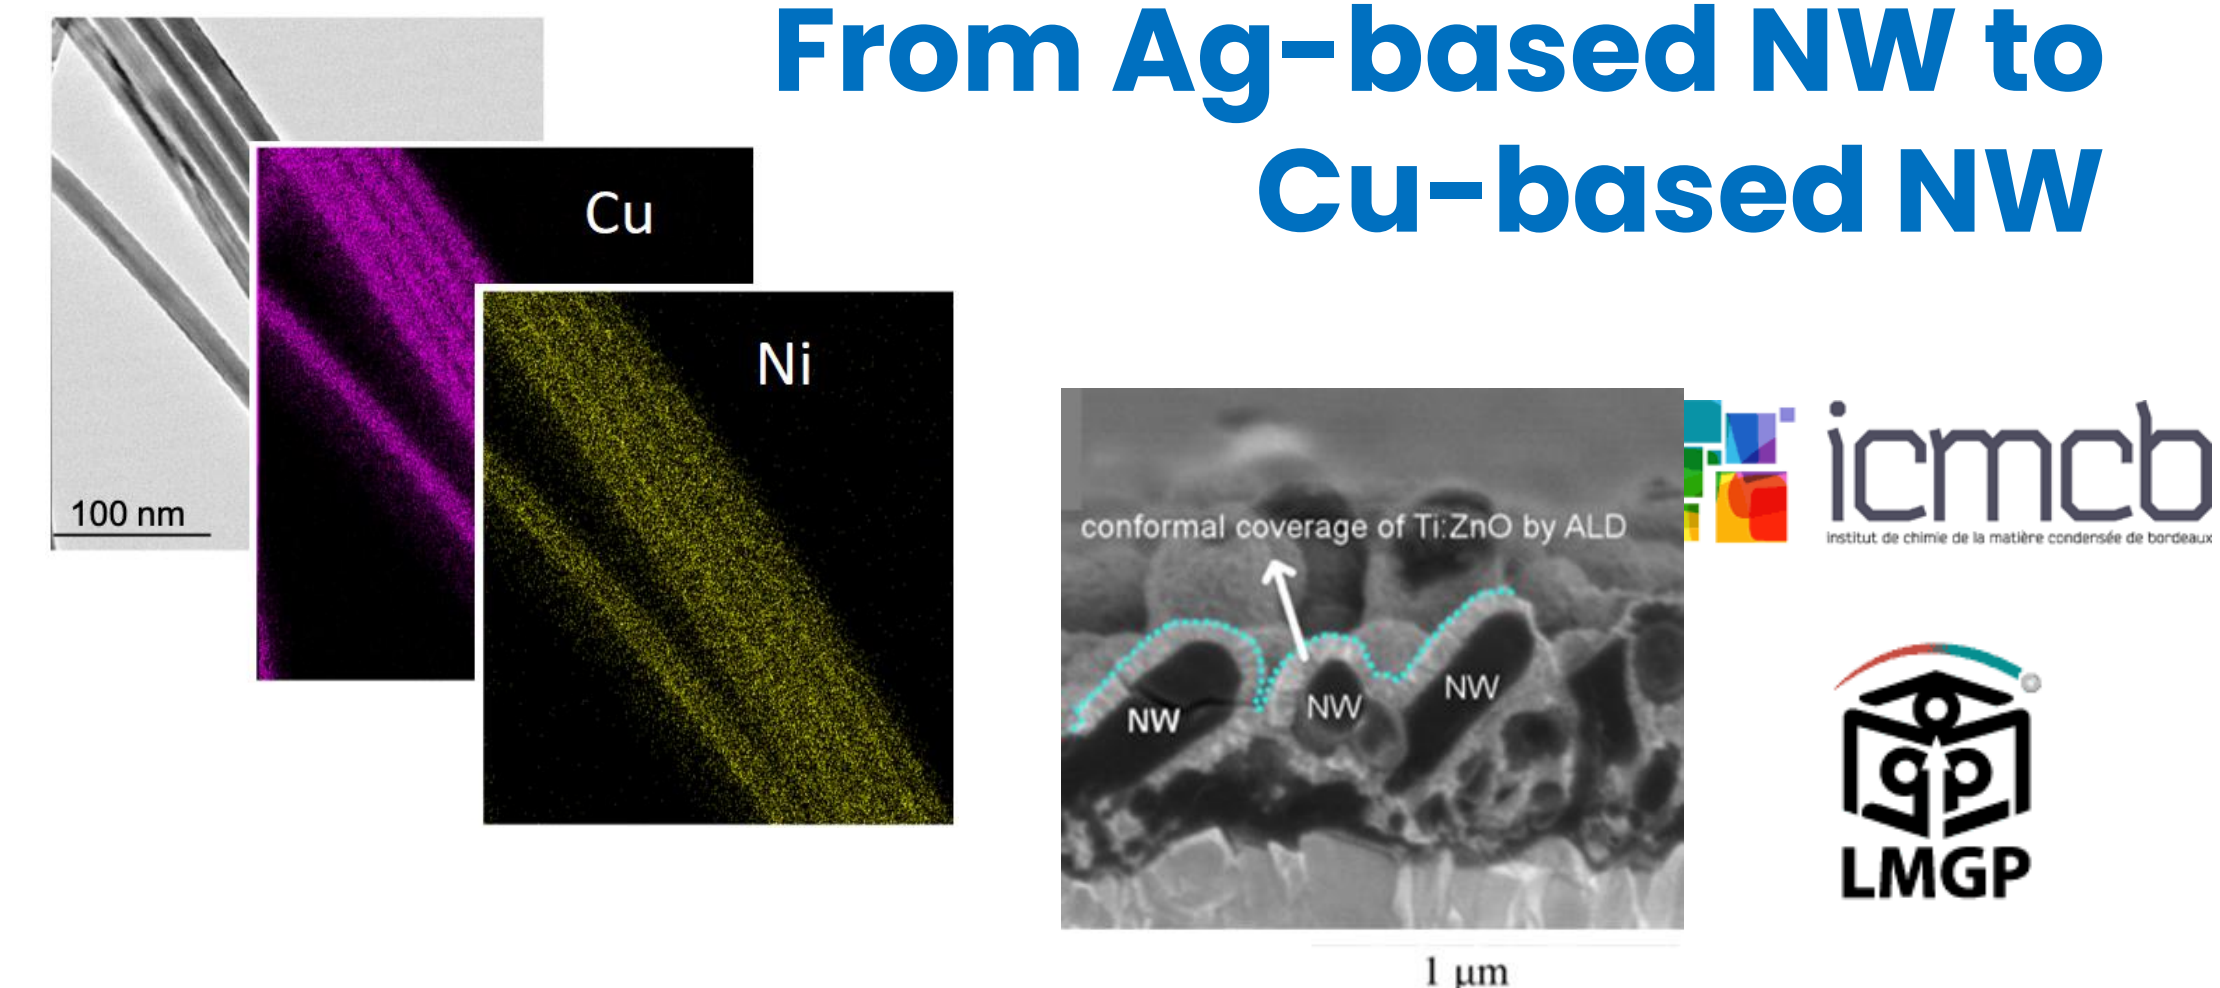 From Ag-based NW to
Cu-based NW
Cu
Ni
100 nm
conformal coverage of Ti:ZnO by ALD
NW
NW
NW
1 μm
icmcb
institut de chimie de la matière condensée de bordeaux
gp
LMGP